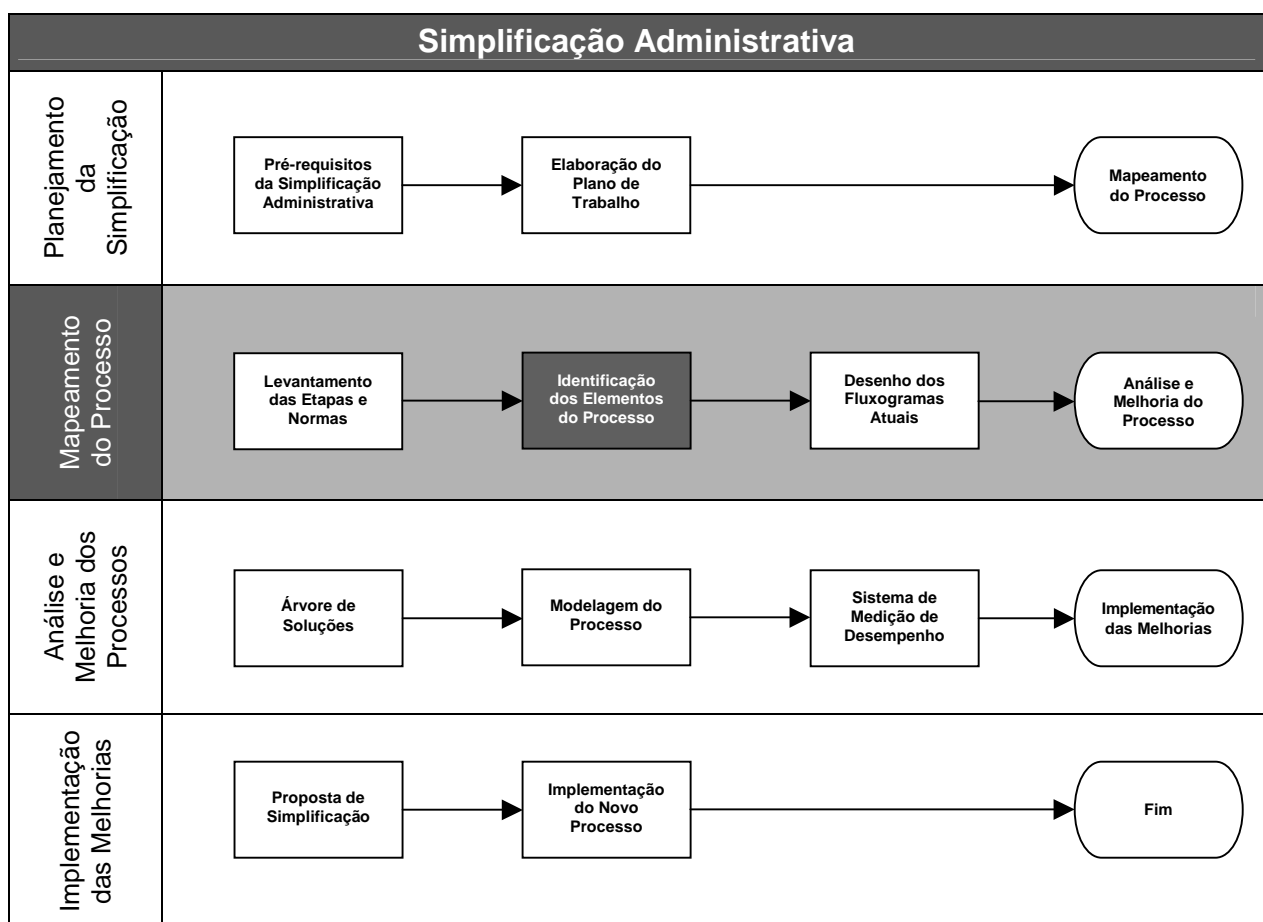 Simplificação Administrativa
Planejamento
da
Simplificação
Pré-requisitos
da Simplificação
Administrativa
Elaboração do
Plano de
Trabalho
Mapeamento
do Processo
Mapeamento
do Processo
Levantamento
das Etapas e
Normas
Identificação
dos Elementos
do Processo
Desenho dos
Fluxogramas
Atuais
Análise e
Melhoria do
Processo
Análise e
Melhoria dos
Processos
Árvore de
Soluções
Modelagem do
Processo
Sistema de
Medição de
Desempenho
Implementação
das Melhorias
Implementação
das Melhorias
Proposta de
Simplificação
Implementação
do Novo
Processo
Fim